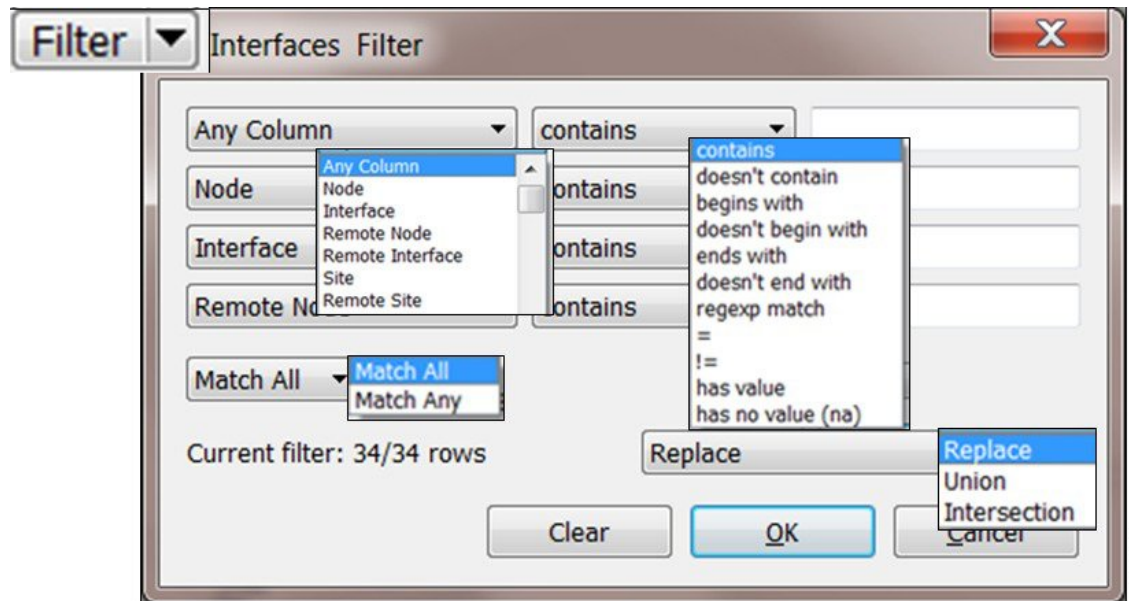 Filter
Interfaces Filter
X
Any Column contains
Any Column
Node
Interface
Remote Node
Remote Interface
Site
Remote Site
contains
doesn't contain
begins with
doesn't begin with
ends with
doesn't end with
regexp match
=
!=
has value
has no value (na)
Node ontains
Interface ontains
Remote No ontains
Match All
Match All
Match Any
Current filter: 34/34 rows
Replace
Replace
Union
Intersection
Clear
OK
Cancel